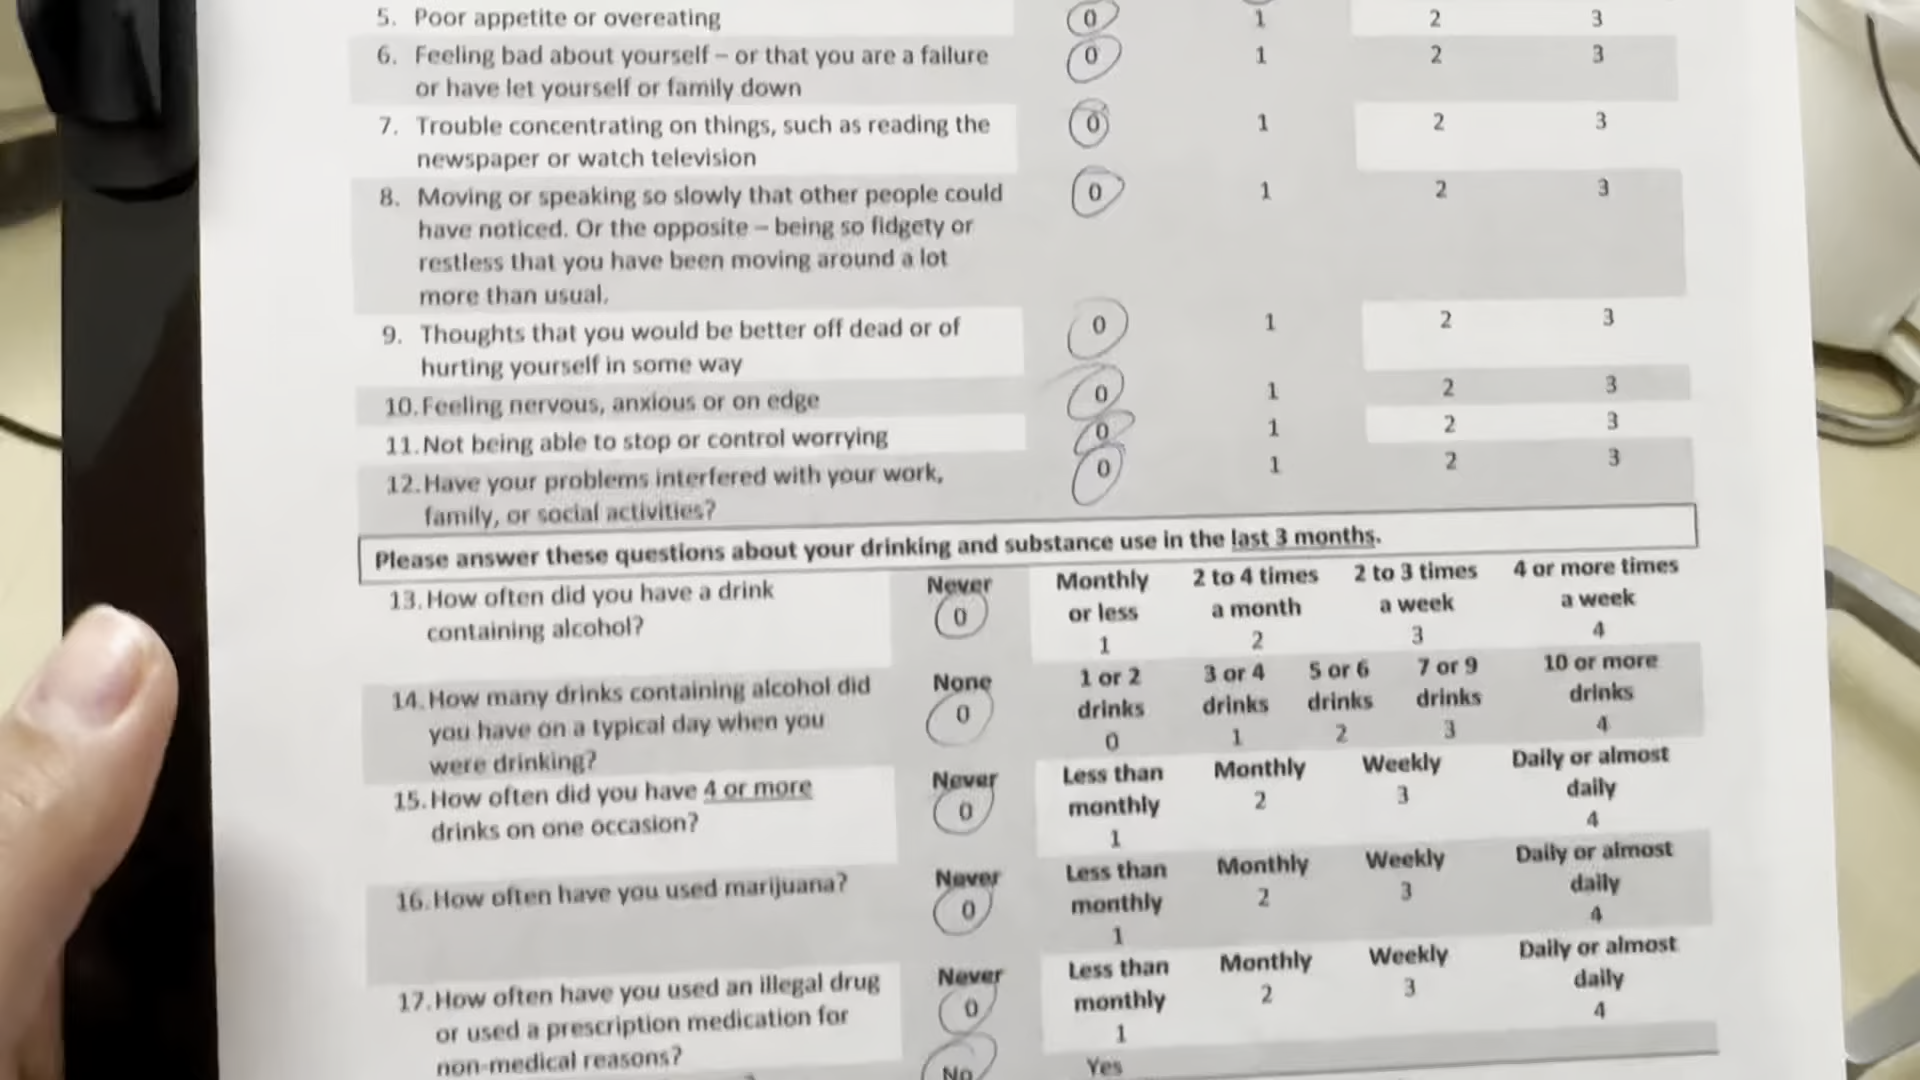 5. Poor appetite or overeating 0 1 2 3
6. Feeling bad about yourself – or that you are a failure 0 1 2 3
or have let yourself or family down
7. Trouble concentrating on things, such as reading the 0 1 2 3
newspaper or watch television
8. Moving or speaking so slowly that other people could 0 1 2 3
have noticed. Or the opposite – being so fidgety or
restless that you have been moving around a lot
more than usual.
9. Thoughts that you would be better off dead or of 0 1 2 3
hurting yourself in some way
10. Feeling nervous, anxious or on edge 0 1 2 3
11. Not being able to stop or control worrying 0 1 2 3
12. Have your problems interfered with your work, 0 1 2 3
family, or social activities?
Please answer these questions about your drinking and substance use in the last 3 months.
13. How often did you have a drink Never Monthly 2 to 4 times 2 to 3 times 4 or more times
containing alcohol? 0 or less a month a week a week
1 2 3 4
14. How many drinks containing alcohol did None 1 or 2 3 or 4 5 or 6 7 or 9 10 or more
you have on a typical day when you 0 drinks drinks drinks drinks drinks
were drinking? 0 1 2 3 4
15. How often did you have 4 or more Never Less than Monthly Weekly Daily or almost
drinks on one occasion? 0 monthly 2 3 daily
1 4
16. How often have you used marijuana? Never Less than Monthly Weekly Daily or almost
0 monthly 2 3 daily
1 4
17. How often have you used an illegal drug Never Less than Monthly Weekly Daily or almost
or used a prescription medication for 0 monthly 2 3 daily
non-medical reasons? 1 4
No Yes